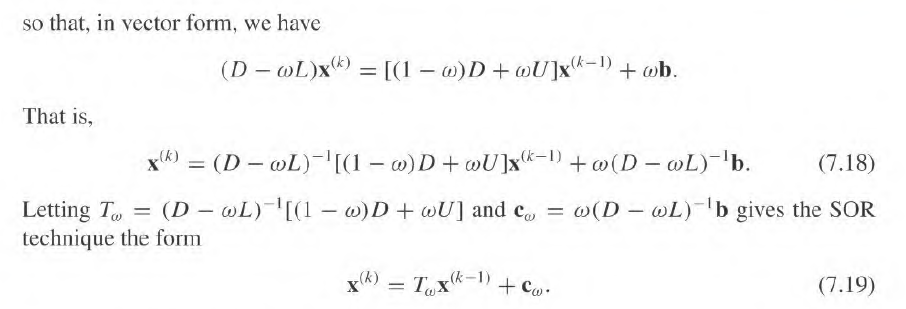 so that, in vector form, we have
(D − ωL)x^(k) = [(1 − ω)D + ωU]x^(k−1) + ωb.
That is,
x^(k) = (D − ωL)^−1[(1 − ω)D + ωU]x^(k−1) + ω(D − ωL)^−1b. (7.18)
Letting T_ω = (D − ωL)^−1[(1 − ω)D + ωU] and c_ω = ω(D − ωL)^−1b gives the SOR
technique the form
x^(k) = T_ωx^(k−1) + c_ω. (7.19)